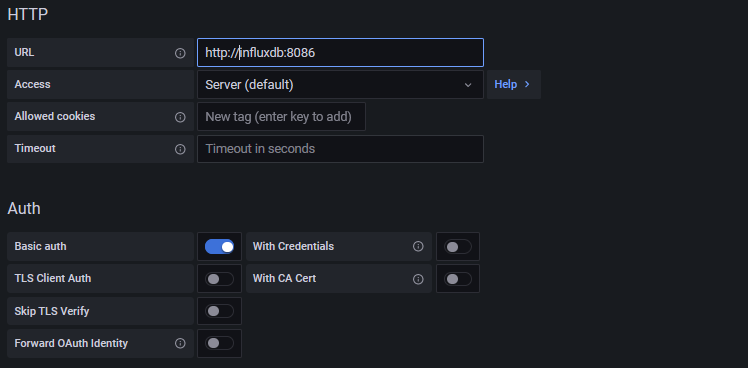 HTTP
URL http://influxdb:8086
Access Server (default) Help
Allowed cookies New tag (enter key to add)
Timeout Timeout in seconds
Auth
Basic auth With Credentials
TLS Client Auth With CA Cert
Skip TLS Verify
Forward OAuth Identity